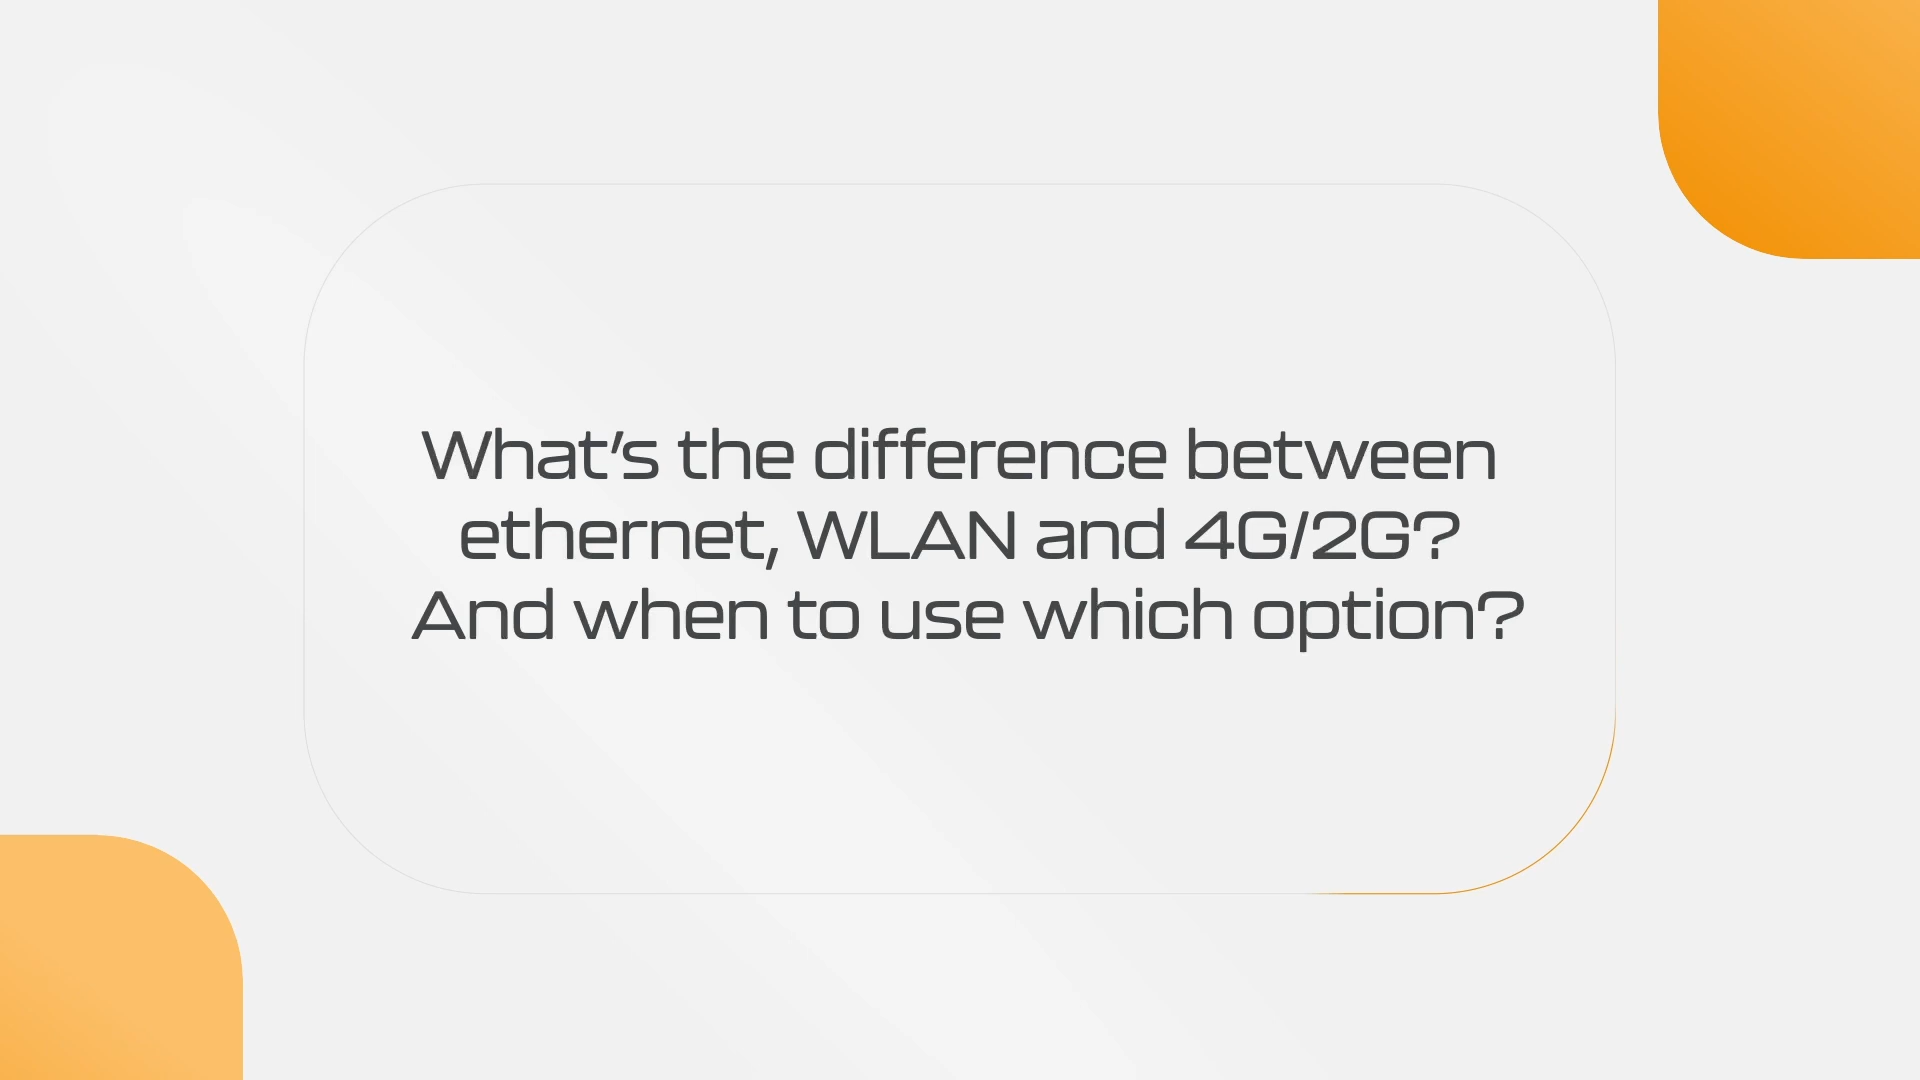 What's the difference between
ethernet, WLAN and 4G/2G?
And when to use which option?